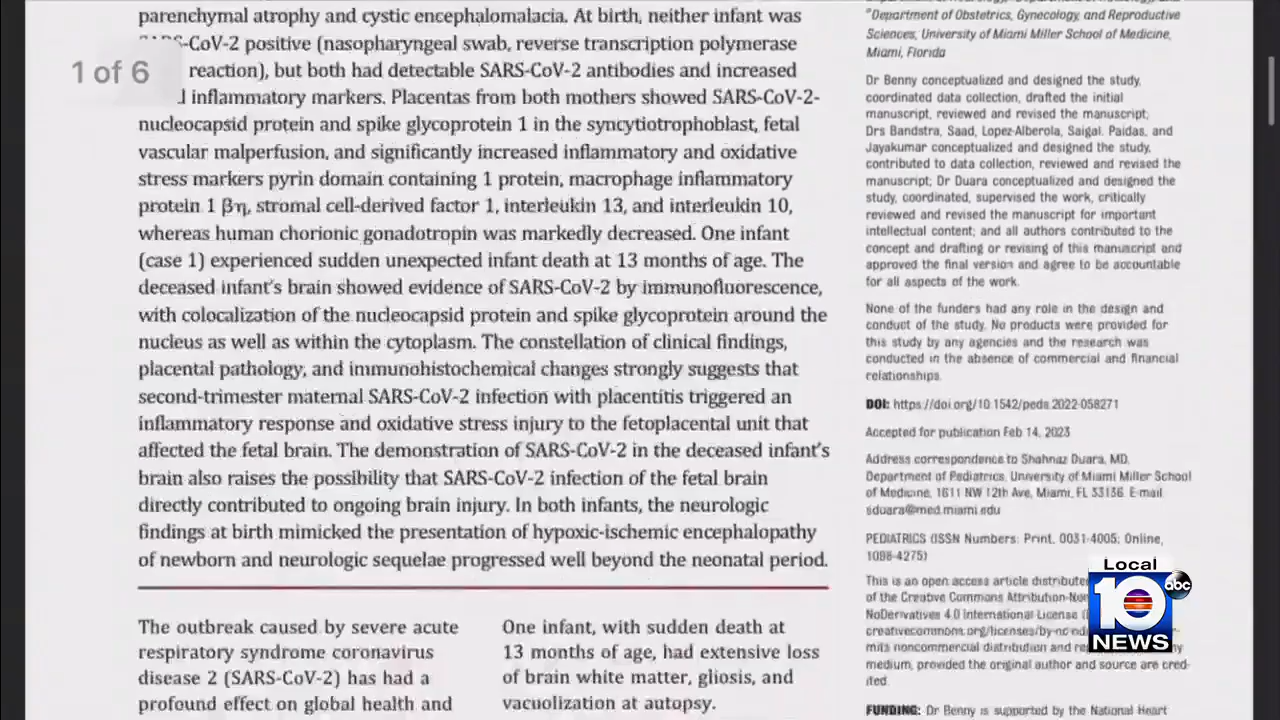 parenchymal atrophy and cystic encephalomalacia. At birth, neither infant was
SARS-CoV-2 positive (nasopharyngeal swab, reverse transcription polymerase
reaction), but both had detectable SARS-CoV-2 antibodies and increased
inflammatory markers. Placentas from both mothers showed SARS-CoV-2-
nucleocapsid protein and spike glycoprotein 1 in the syncytiotrophoblast, fetal
vascular malperfusion, and significantly increased inflammatory and oxidative
stress markers pyrin domain containing 1 protein, macrophage inflammatory
protein 1 βη, stromal cell-derived factor 1, interleukin 13, and interleukin 10,
whereas human chorionic gonadotropin was markedly decreased. One infant
(case 1) experienced sudden unexpected infant death at 13 months of age. The
deceased infant's brain showed evidence of SARS-CoV-2 by immunofluorescence,
with colocalization of the nucleocapsid protein and spike glycoprotein around the
nucleus as well as within the cytoplasm. The constellation of clinical findings,
placental pathology, and immunohistochemical changes strongly suggests that
second-trimester maternal SARS-CoV-2 infection with placentitis triggered an
inflammatory response and oxidative stress injury to the fetoplacental unit that
affected the fetal brain. The demonstration of SARS-CoV-2 in the deceased infant's
brain also raises the possibility that SARS-CoV-2 infection of the fetal brain
directly contributed to ongoing brain injury. In both infants, the neurologic
findings at birth mimicked the presentation of hypoxic-ischemic encephalopathy
of newborn and neurologic sequelae progressed well beyond the neonatal period.
1 of 6
The outbreak caused by severe acute
respiratory syndrome coronavirus
disease 2 (SARS-CoV-2) has had a
profound effect on global health and
One infant, with sudden death at
13 months of age, had extensive loss
of brain white matter, gliosis, and
vacuolization at autopsy.
Department of Obstetrics, Gynecology, and Reproductive
Sciences, University of Miami Miller School of Medicine,
Miami, Florida
Dr Benny conceptualized and designed the study,
coordinated data collection, drafted the initial
manuscript, reviewed and revised the manuscript;
Drs Bandstra, Saad, Lopez-Alberola, Saigal, Paidas, and
Jayakumar conceptualized and designed the study,
contributed to data collection, reviewed and revised the
manuscript; Dr Duara conceptualized and designed the
study, coordinated, supervised the work, critically
reviewed and revised the manuscript for important
intellectual content; and all authors contributed to the
concept and drafting or revising of this manuscript and
approved the final version and agree to be accountable
for all aspects of the work.
None of the funders had any role in the design and
conduct of the study. No products were provided for
this study by any agencies and the research was
conducted in the absence of commercial and financial
relationships.
DOI: https://doi.org/10.1542/peds.2022-058271
Accepted for publication Feb 14, 2023
Address correspondence to Shahnaz Duara, MD,
Department of Pediatrics, University of Miami Miller School
of Medicine, 1611 NW 12th Ave, Miami, FL 33136. E-mail:
sduara@med.miami.edu
PEDIATRICS (ISSN Numbers: Print, 0031-4005; Online,
1098-4275)
This is an open access article distribute
of the Creative Commons Attribution-Non
NoDerivatives 4.0 International License (
creativecommons.org/licenses/by-nc-nd
mits noncommercial distribution and re
medium, provided the original author and source are cred-
ited.
FUNDING: Dr Benny is supported by the National Heart
Local
10
abc
NEWS